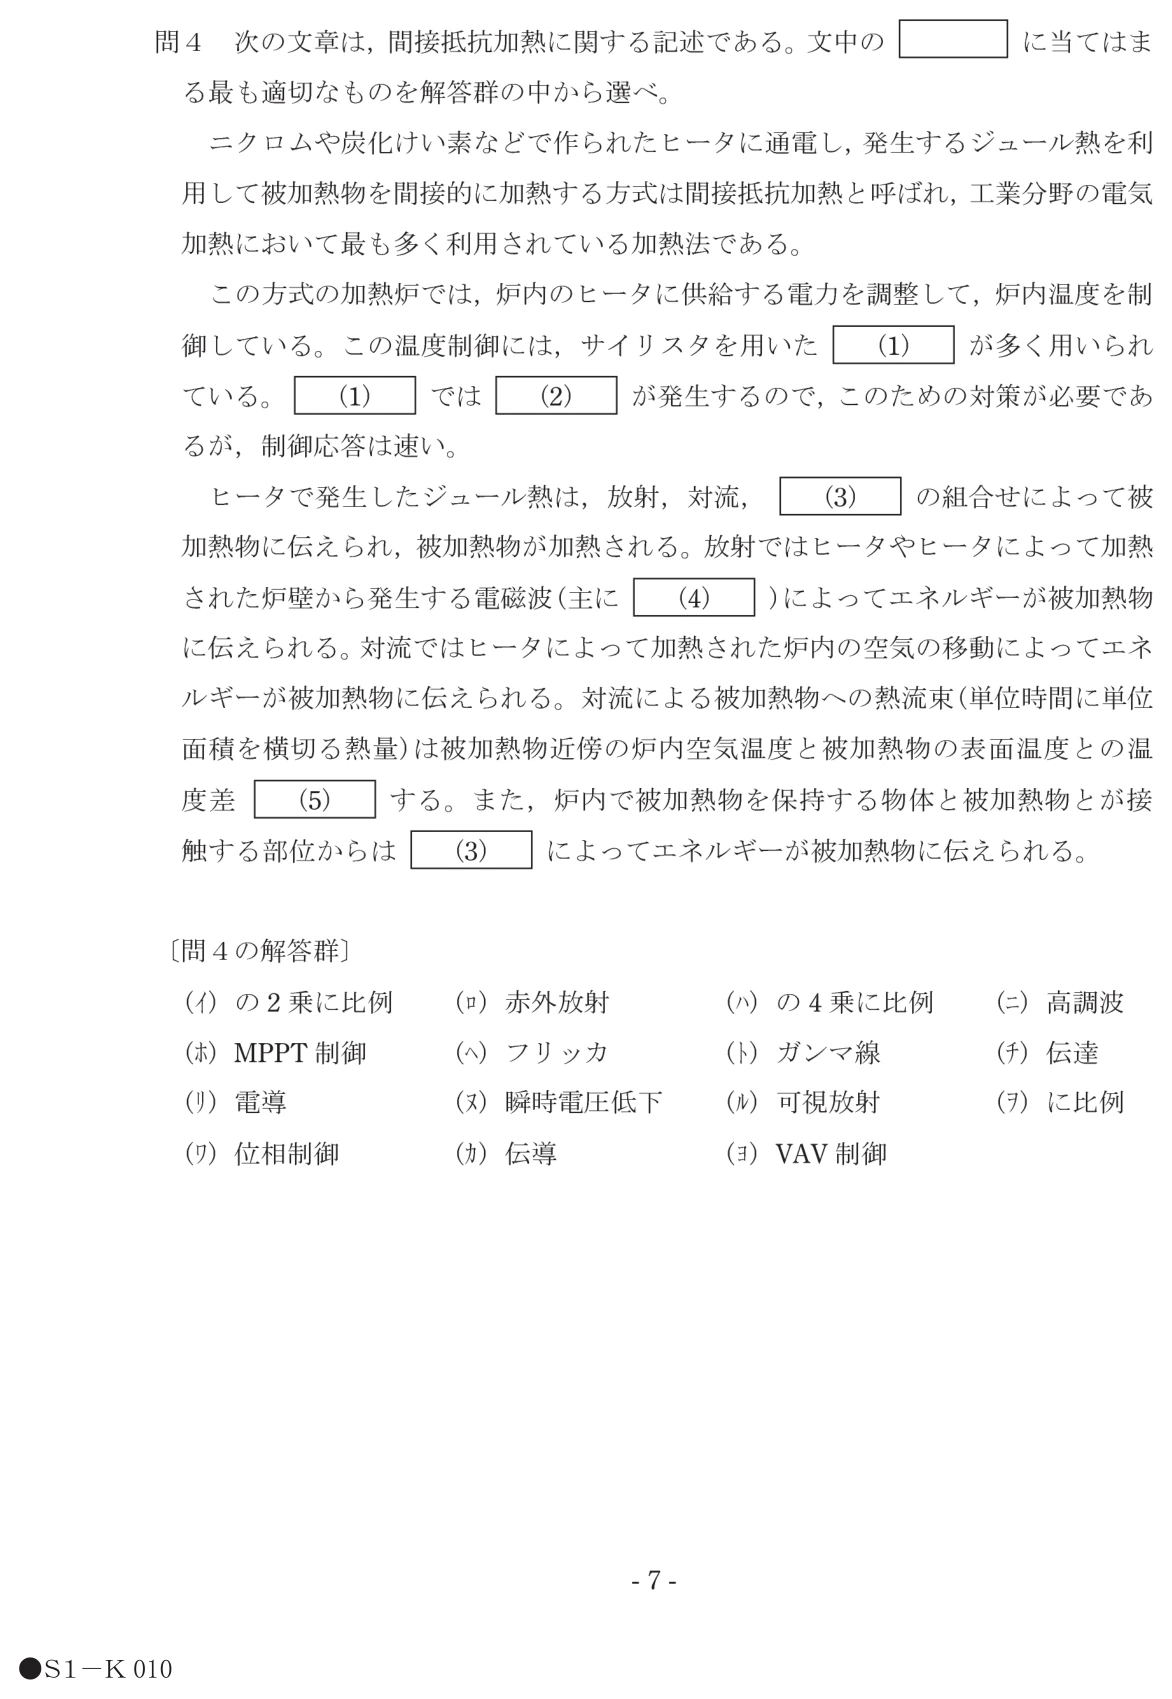 問４　次の文章は，間接抵抗加熱に関する記述である。文中の　　　　に当てはま
る最も適切なものを解答群の中から選べ。
ニクロムや炭化けい素などで作られたヒータに通電し，発生するジュール熱を利
用して被加熱物を間接的に加熱する方式は間接抵抗加熱と呼ばれ，工業分野の電気
加熱において最も多く利用されている加熱法である。
この方式の加熱炉では，炉内のヒータに供給する電力を調整して，炉内温度を制
御している。この温度制御には，サイリスタを用いた (1) が多く用いられ
ている。 (1) では (2) が発生するので，このための対策が必要であ
るが，制御応答は速い。
ヒータで発生したジュール熱は，放射，対流， (3) の組合せによって被
加熱物に伝えられ，被加熱物が加熱される。放射ではヒータやヒータによって加熱
された炉壁から発生する電磁波(主に (4) )によってエネルギーが被加熱物
に伝えられる。対流ではヒータによって加熱された炉内の空気の移動によってエネ
ルギーが被加熱物に伝えられる。対流による被加熱物への熱流束(単位時間に単位
面積を横切る熱量)は被加熱物近傍の炉内空気温度と被加熱物の表面温度との温
度差 (5) する。また，炉内で被加熱物を保持する物体と被加熱物とが接
触する部位からは (3) によってエネルギーが被加熱物に伝えられる。
〔問４の解答群〕
(ｲ) の２乗に比例　(ﾛ) 赤外放射　(ﾊ) の４乗に比例　(ﾆ) 高調波
(ﾎ) MPPT 制御　(ﾍ) フリッカ　(ﾄ) ガンマ線　(ﾁ) 伝達
(ﾘ) 電導　(ﾇ) 瞬時電圧低下　(ﾙ) 可視放射　(ｦ) に比例
(ﾜ) 位相制御　(ｶ) 伝導　(ﾖ) VAV 制御
- 7 -
●S１－K 010